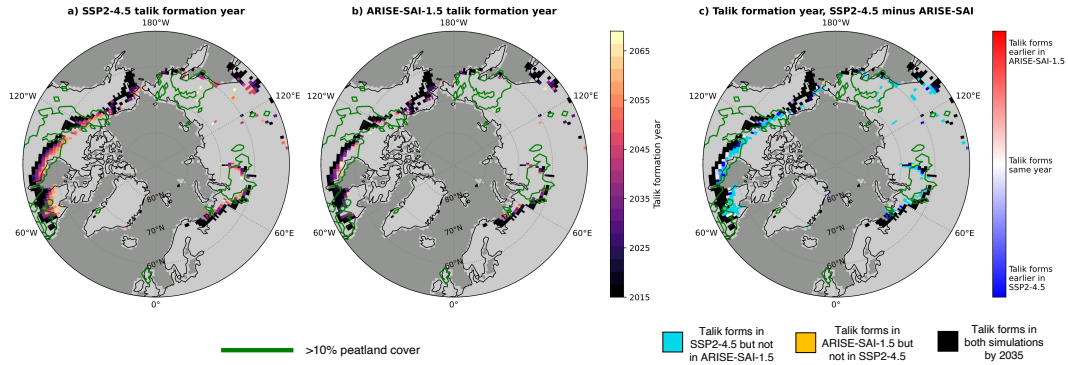 a) SSP2-4.5 talik formation year
180°W
120°W
60°W
0°
80°N
70°N
60°N
b) ARISE-SAI-1.5 talik formation year
180°W
120°E
60°E
0°
80°N
70°N
60°N
2065
2055
2045
2035
2025
2015
Talik formation year
c) Talik formation year, SSP2-4.5 minus ARISE-SAI
180°W
120°W
120°E
60°W
60°E
0°
80°N
70°N
60°N
Talik forms
earlier in
ARISE-SAI-1.5
Talik forms
same year
Talik forms
earlier in
SSP2-4.5
>10% peatland cover
Talik forms in
SSP2-4.5 but not
in ARISE-SAI-1.5
Talik forms in
ARISE-SAI-1.5 but
not in SSP2-4.5
Talik forms in
both simulations
by 2035